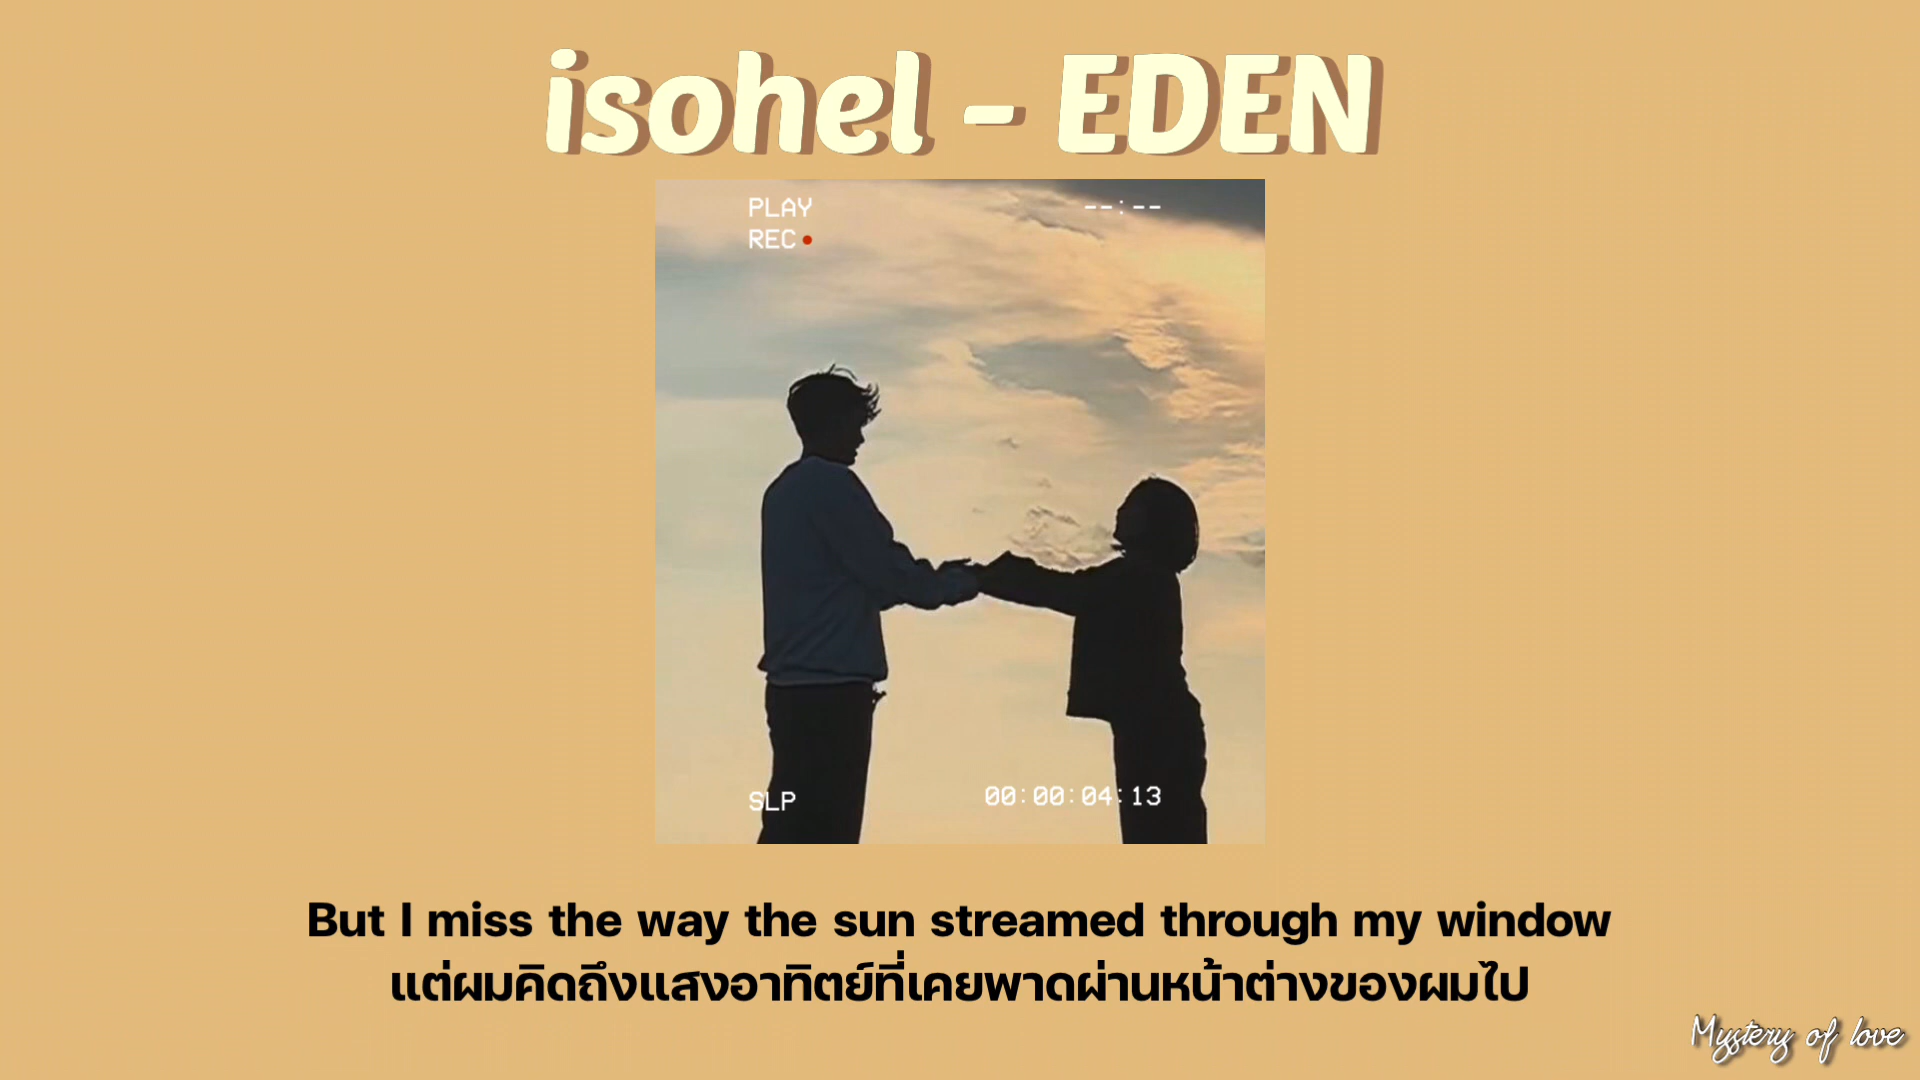 isohel - EDEN
PLAY --:--
REC
SLP 00:00:04:13
But I miss the way the sun streamed through my window
แต่ผมคิดถึงแสงอาทิตย์ที่เคยพาดผ่านหน้าต่างของผมไป
Mystery of love